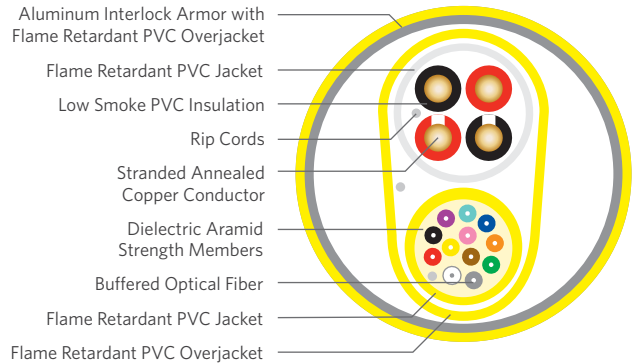 Aluminum Interlock Armor with
Flame Retardant PVC Overjacket
Flame Retardant PVC Jacket
Low Smoke PVC Insulation
Rip Cords
Stranded Annealed
Copper Conductor
Dielectric Aramid
Strength Members
Buffered Optical Fiber
Flame Retardant PVC Jacket
Flame Retardant PVC Overjacket